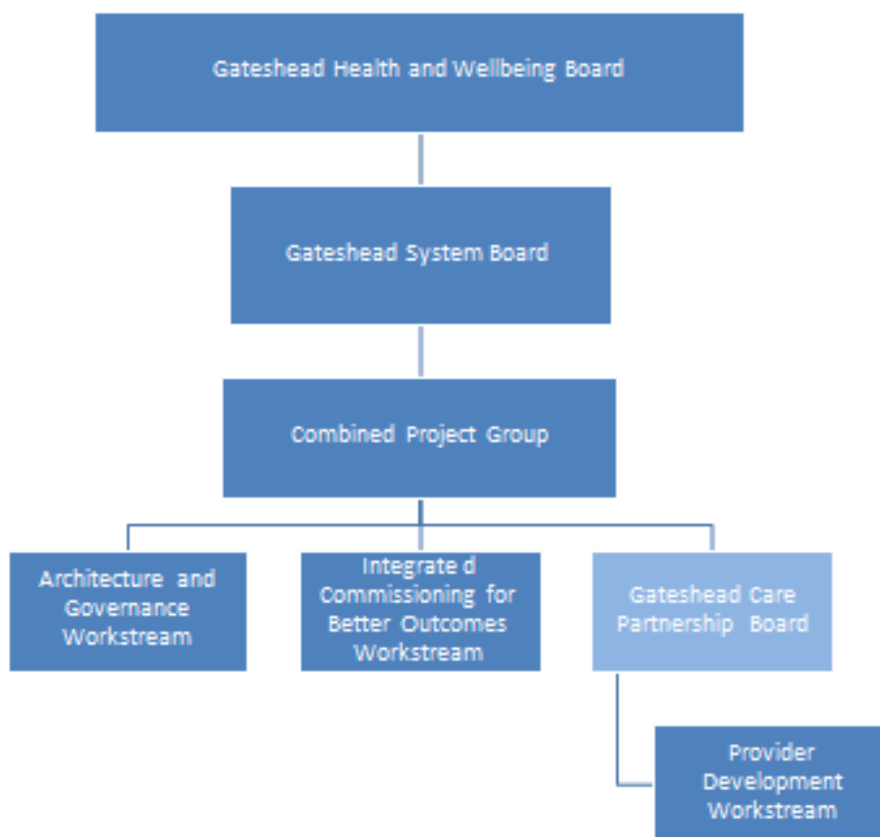 Gateshead Health and Wellbeing Board
Gateshead System Board
Combined Project Group
Architecture and
Governance
Workstream
Integrate d
Commissioning for
Better Outcomes
Workstream
Gateshead Care
Partnership Board
Provider
Development
Workstream